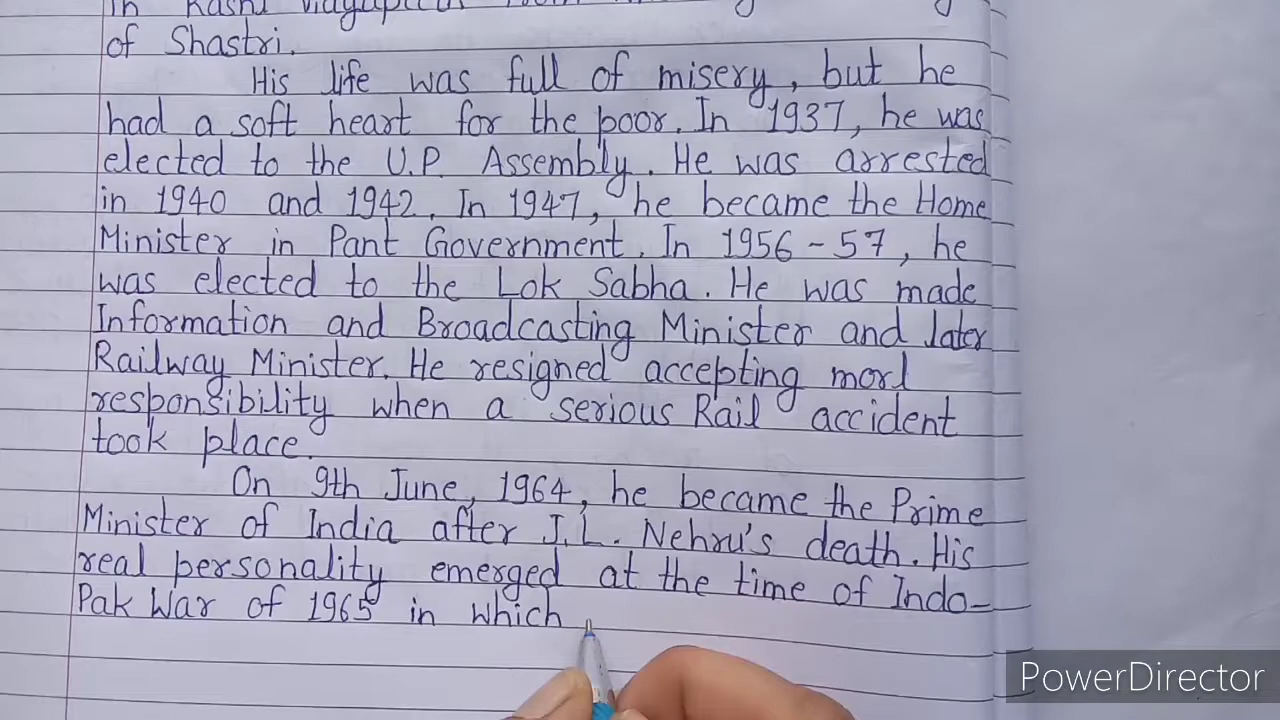 in Kashi
of Shastri.
His life was full of misery, but he
had a soft heart for the poor. In 1937, he was
elected to the U.P. Assembly. He was arrested
in 1940 and 1942. In 1947, he became the Home
Minister in Pant Government. In 1956-57, he
was elected to the Lok Sabha. He was made
Information and Broadcasting Minister and later
Railway Minister. He resigned accepting morl
responsibility when a serious Rail accident
took place.
On 9th June, 1964, he became the Prime
Minister of India after J.L. Nehru's death. His
real personality emerged at the time of Indo-
Pak War of 1965 in which
PowerDirector